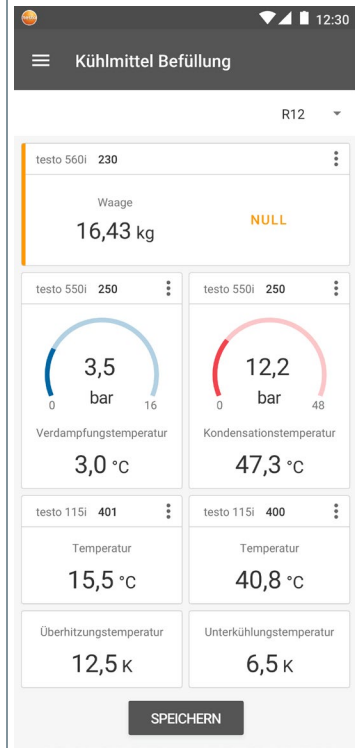 12:30
Kühlmittel Befüllung
R12
testo 560i 230
Waage
16,43 kg
NULL
testo 550i 250
3,5
bar
0 16
Verdampfungstemperatur
3,0 °C
testo 550i 250
12,2
bar
0 48
Kondensationstemperatur
47,3 °C
testo 115i 401
Temperatur
15,5 °C
testo 115i 400
Temperatur
40,8 °C
Überhitzungstemperatur
12,5 K
Unterkühlungstemperatur
6,5 K
SPEICHERN